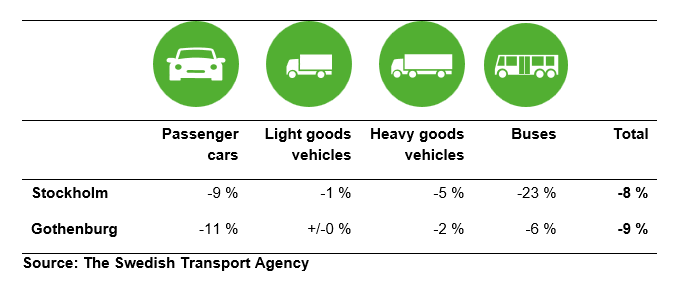 Passenger cars Light goods vehicles Heavy goods vehicles Buses Total
Stockholm -9 % -1 % -5 % -23 % -8 %
Gothenburg -11 % +/-0 % -2 % -6 % -9 %
Source: The Swedish Transport Agency